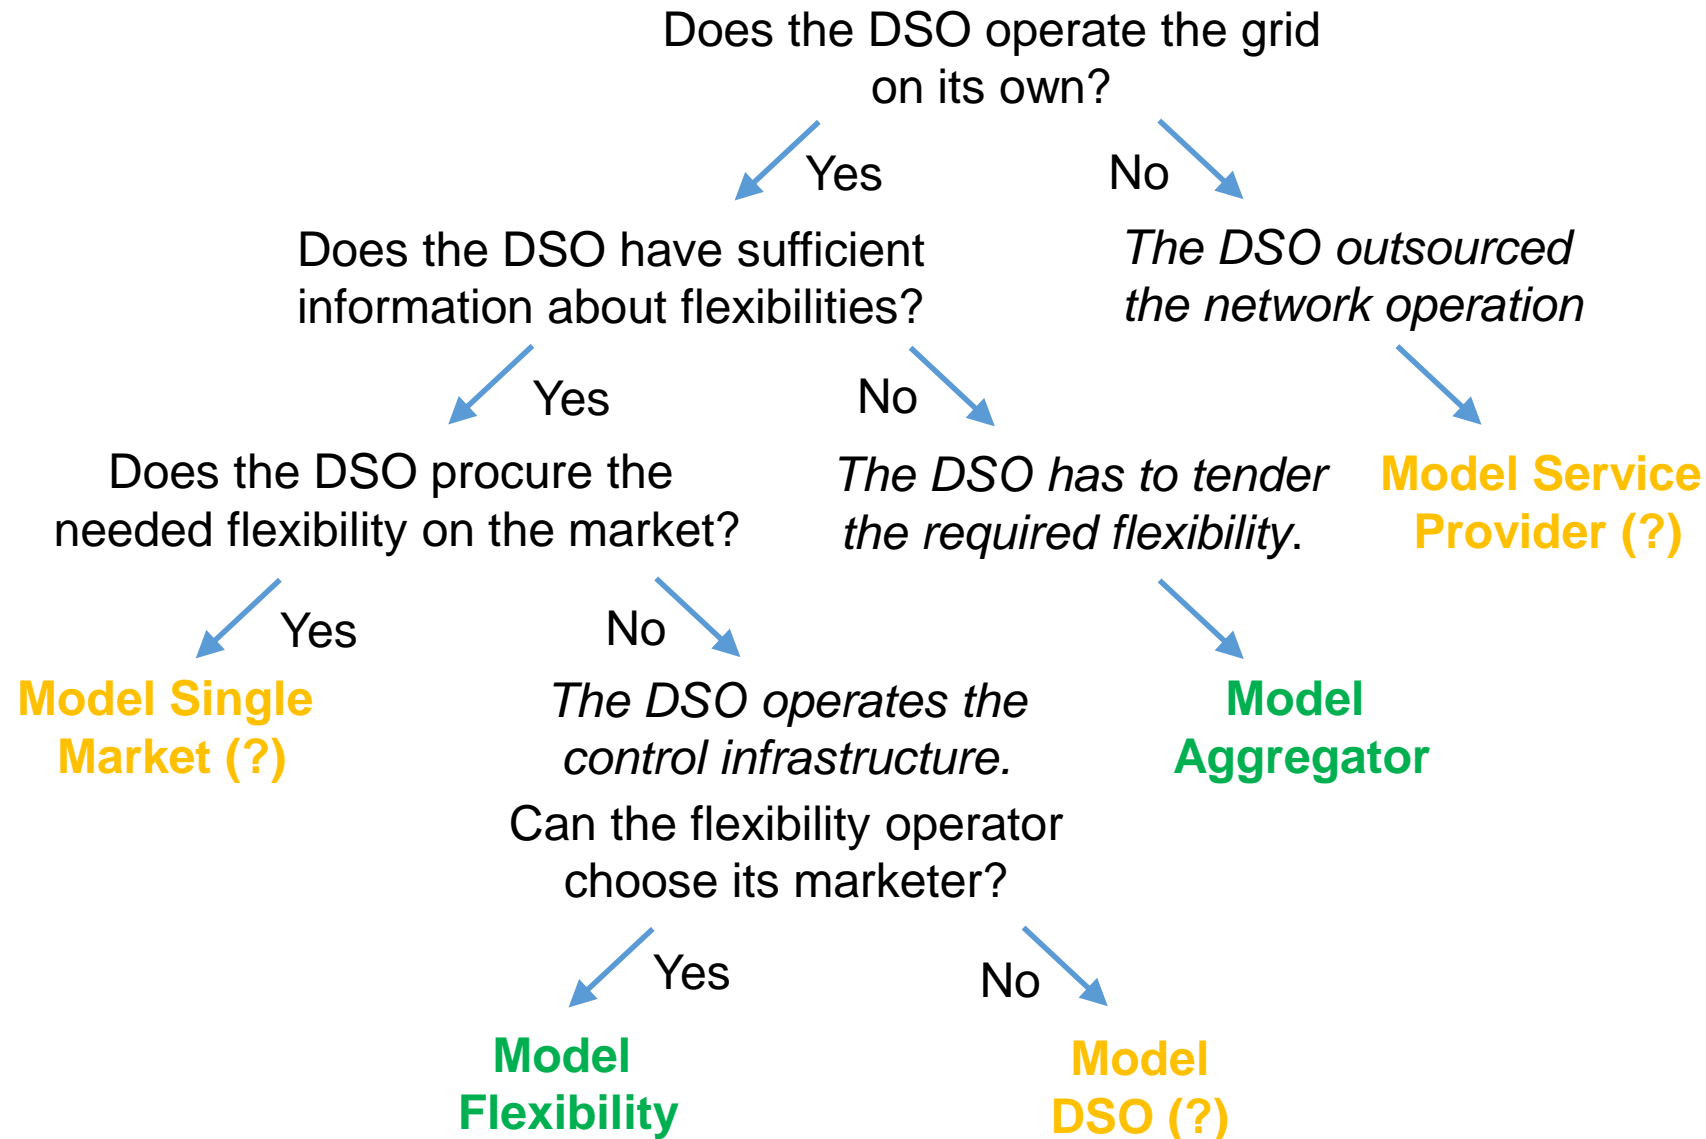 Does the DSO operate the grid
on its own?
Yes
No
Does the DSO have sufficient
information about flexibilities?
The DSO outsourced
the network operation
Yes
No
Does the DSO procure the
needed flexibility on the market?
The DSO has to tender
the required flexibility.
Model Service
Provider (?)
Yes
No
Model Single
Market (?)
The DSO operates the
control infrastructure.
Can the flexibility operator
choose its marketer?
Model
Aggregator
Yes
No
Model
Flexibility
Model
DSO (?)